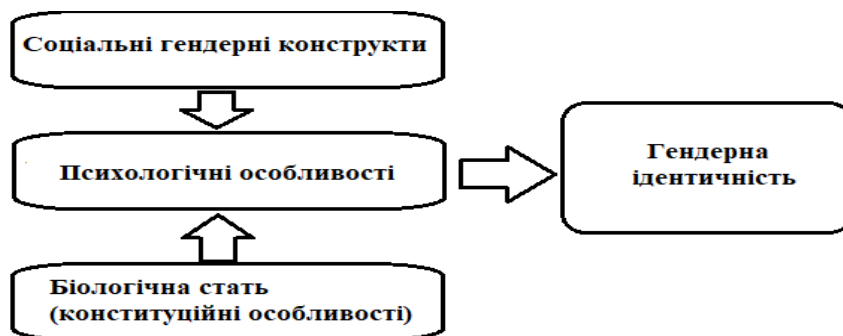 Соціальні гендерні конструкти
Психологічні особливості
Гендерна
ідентичність
Біологічна стать
(конституційні особливості)